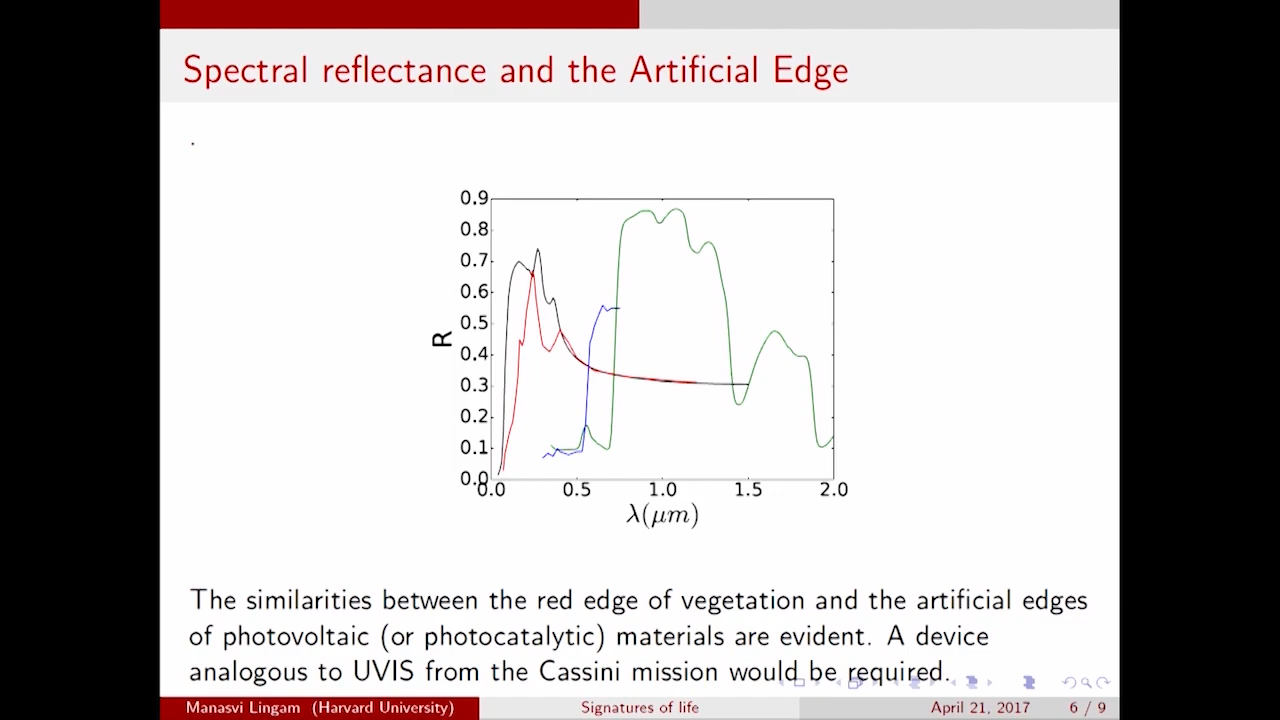 Spectral reflectance and the Artificial Edge
.
0.9
0.8
0.7
0.6
0.5
0.4
0.3
0.2
0.1
0.0
R
0.0 0.5 1.0 1.5 2.0
λ(μm)
The similarities between the red edge of vegetation and the artificial edges
of photovoltaic (or photocatalytic) materials are evident. A device
analogous to UVIS from the Cassini mission would be required.
Manasvi Lingam (Harvard University) Signatures of life April 21, 2017 6 / 9